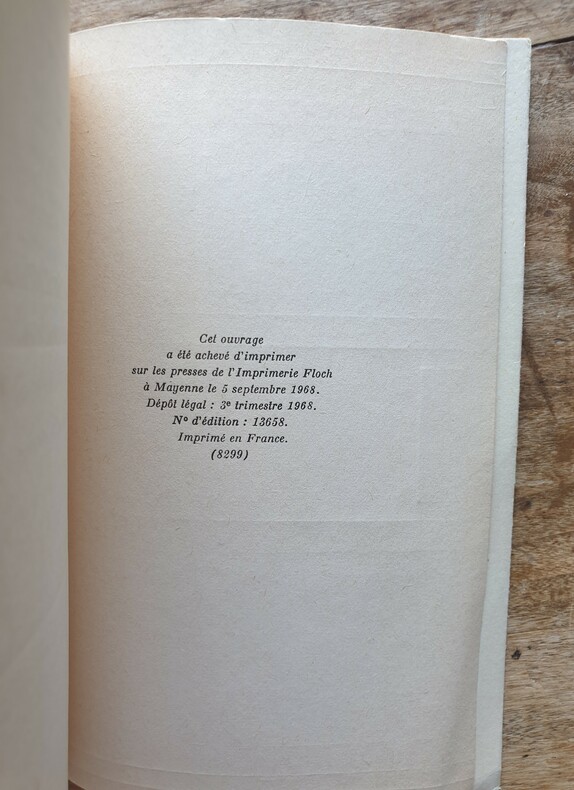 Cet ouvrage
a été achevé d'imprimer
sur les presses de l'Imprimerie Floch
à Mayenne le 5 septembre 1968.
Dépôt légal : 3e trimestre 1968.
No d'édition : 13658.
Imprimé en France.
(8299)